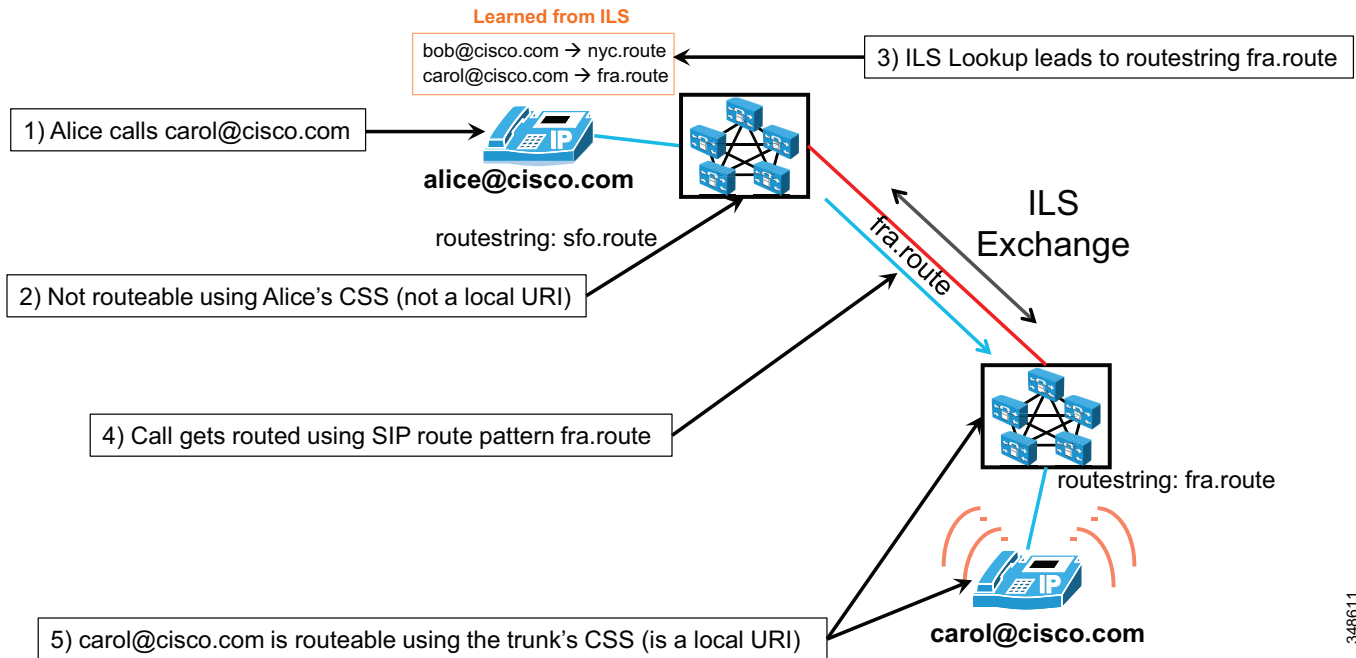 Learned from ILS
bob@cisco.com → nyc.route
carol@cisco.com → fra.route
3) ILS Lookup leads to routestring fra.route
1) Alice calls carol@cisco.com
IP
alice@cisco.com
routestring: sfo.route
ILS
Exchange
fra.route
2) Not routeable using Alice’s CSS (not a local URI)
4) Call gets routed using SIP route pattern fra.route
routestring: fra.route
IP
5) carol@cisco.com is routeable using the trunk’s CSS (is a local URI)
carol@cisco.com
348611